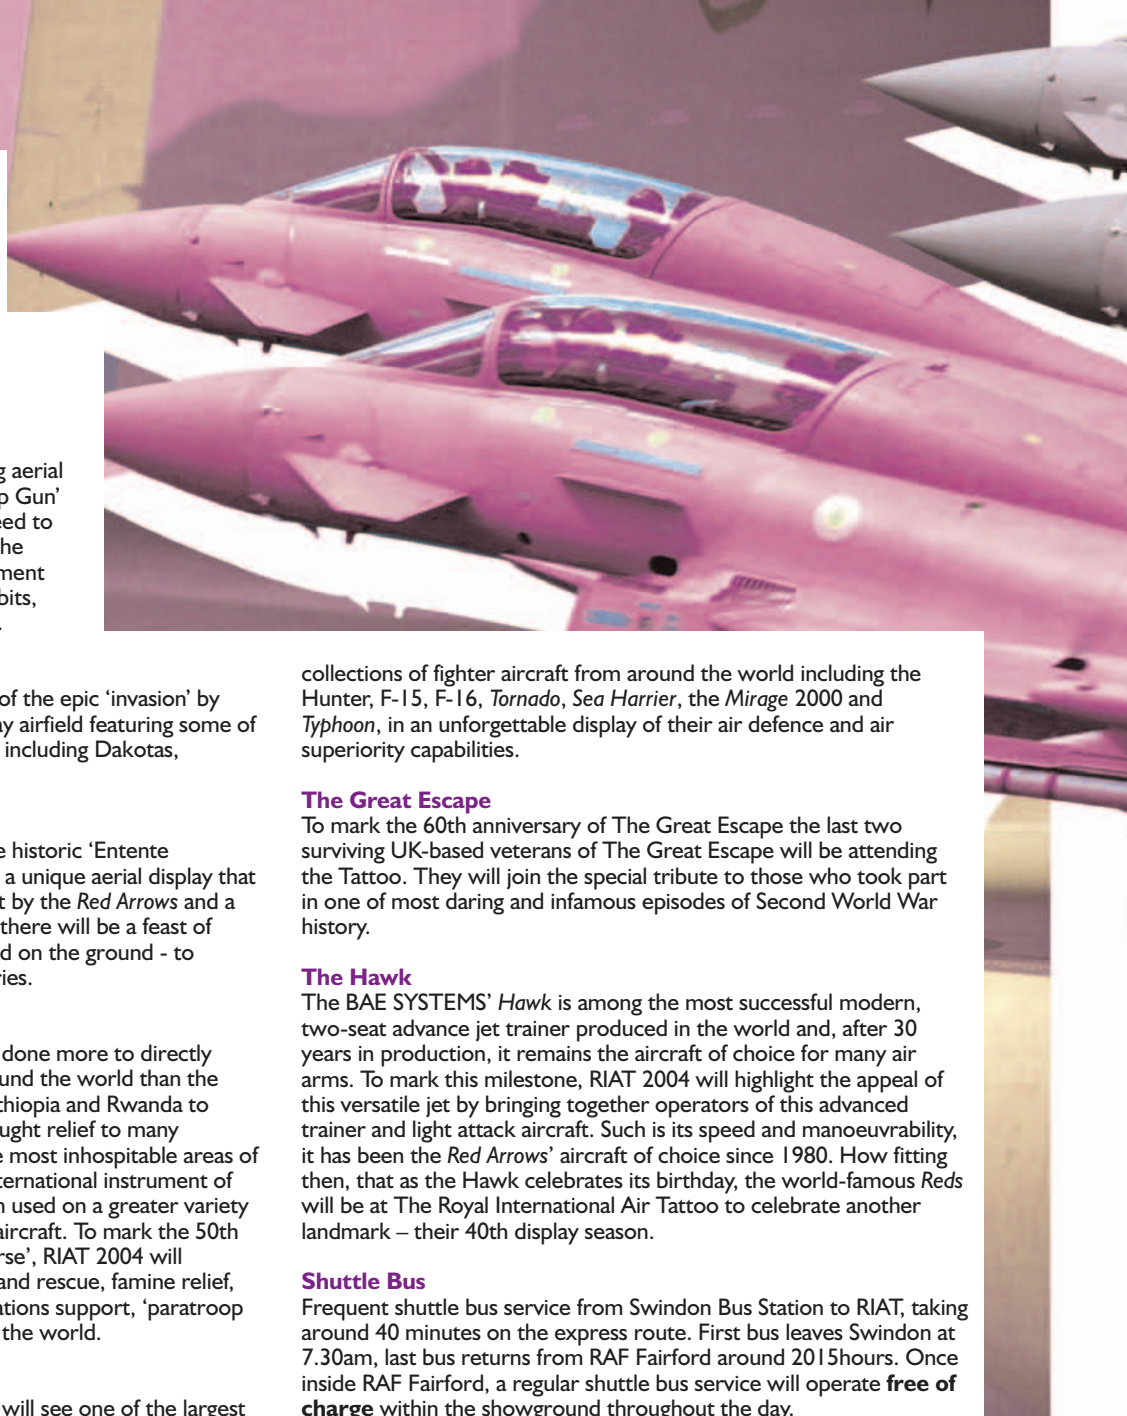 g aerial
p Gun'
eed to
he
ment
bits,
.
of the epic ‘invasion’ by
ay airfield featuring some of
including Dakotas,
e historic ‘Entente
a unique aerial display that
t by the Red Arrows and a
there will be a feast of
d on the ground - to
ries.
done more to directly
und the world than the
thiopia and Rwanda to
ught relief to many
e most inhospitable areas of
ternational instrument of
n used on a greater variety
aircraft. To mark the 50th
rse’, RIAT 2004 will
and rescue, famine relief,
ations support, ‘paratroop
the world.
will see one of the largest
collections of fighter aircraft from around the world including the
Hunter, F-15, F-16, Tornado, Sea Harrier, the Mirage 2000 and
Typhoon, in an unforgettable display of their air defence and air
superiority capabilities.
The Great Escape
To mark the 60th anniversary of The Great Escape the last two
surviving UK-based veterans of The Great Escape will be attending
the Tattoo. They will join the special tribute to those who took part
in one of most daring and infamous episodes of Second World War
history.
The Hawk
The BAE SYSTEMS’ Hawk is among the most successful modern,
two-seat advance jet trainer produced in the world and, after 30
years in production, it remains the aircraft of choice for many air
arms. To mark this milestone, RIAT 2004 will highlight the appeal of
this versatile jet by bringing together operators of this advanced
trainer and light attack aircraft. Such is its speed and manoeuvrability,
it has been the Red Arrows’ aircraft of choice since 1980. How fitting
then, that as the Hawk celebrates its birthday, the world-famous Reds
will be at The Royal International Air Tattoo to celebrate another
landmark – their 40th display season.
Shuttle Bus
Frequent shuttle bus service from Swindon Bus Station to RIAT, taking
around 40 minutes on the express route. First bus leaves Swindon at
7.30am, last bus returns from RAF Fairford around 2015hours. Once
inside RAF Fairford, a regular shuttle bus service will operate free of
charge within the showground throughout the day.